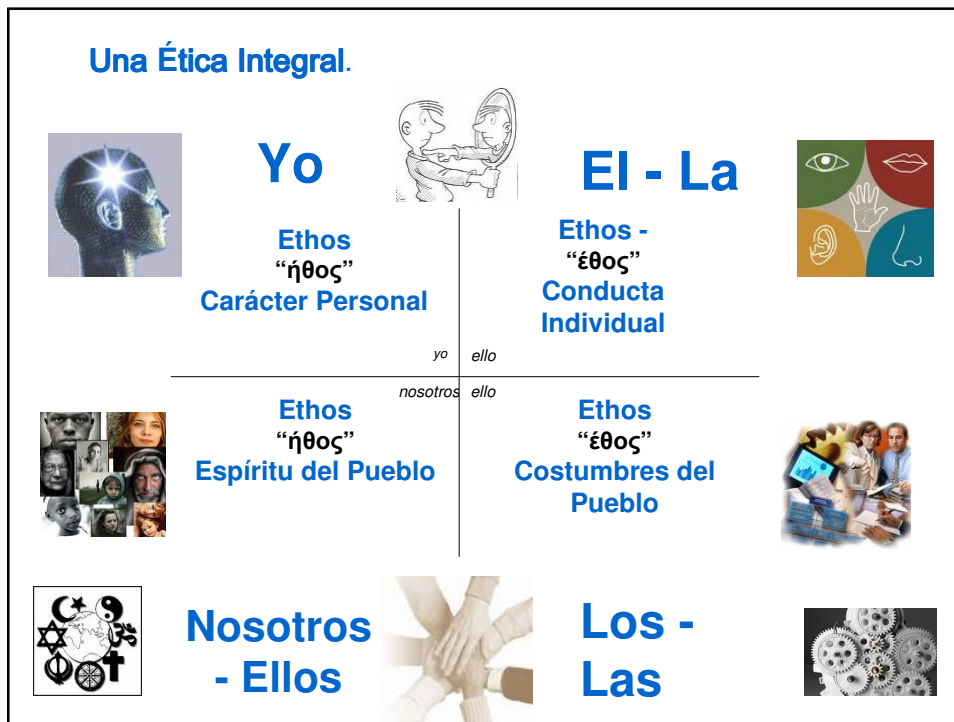 Una Ética Integral.
Yo
El - La
Ethos
“ήθος”
Carácter Personal
Ethos -
“έθος”
Conducta
Individual
yo
ello
nosotros
ello
Ethos
“ήθος”
Espíritu del Pueblo
Ethos
“έθος”
Costumbres del
Pueblo
Nosotros
- Ellos
Los -
Las